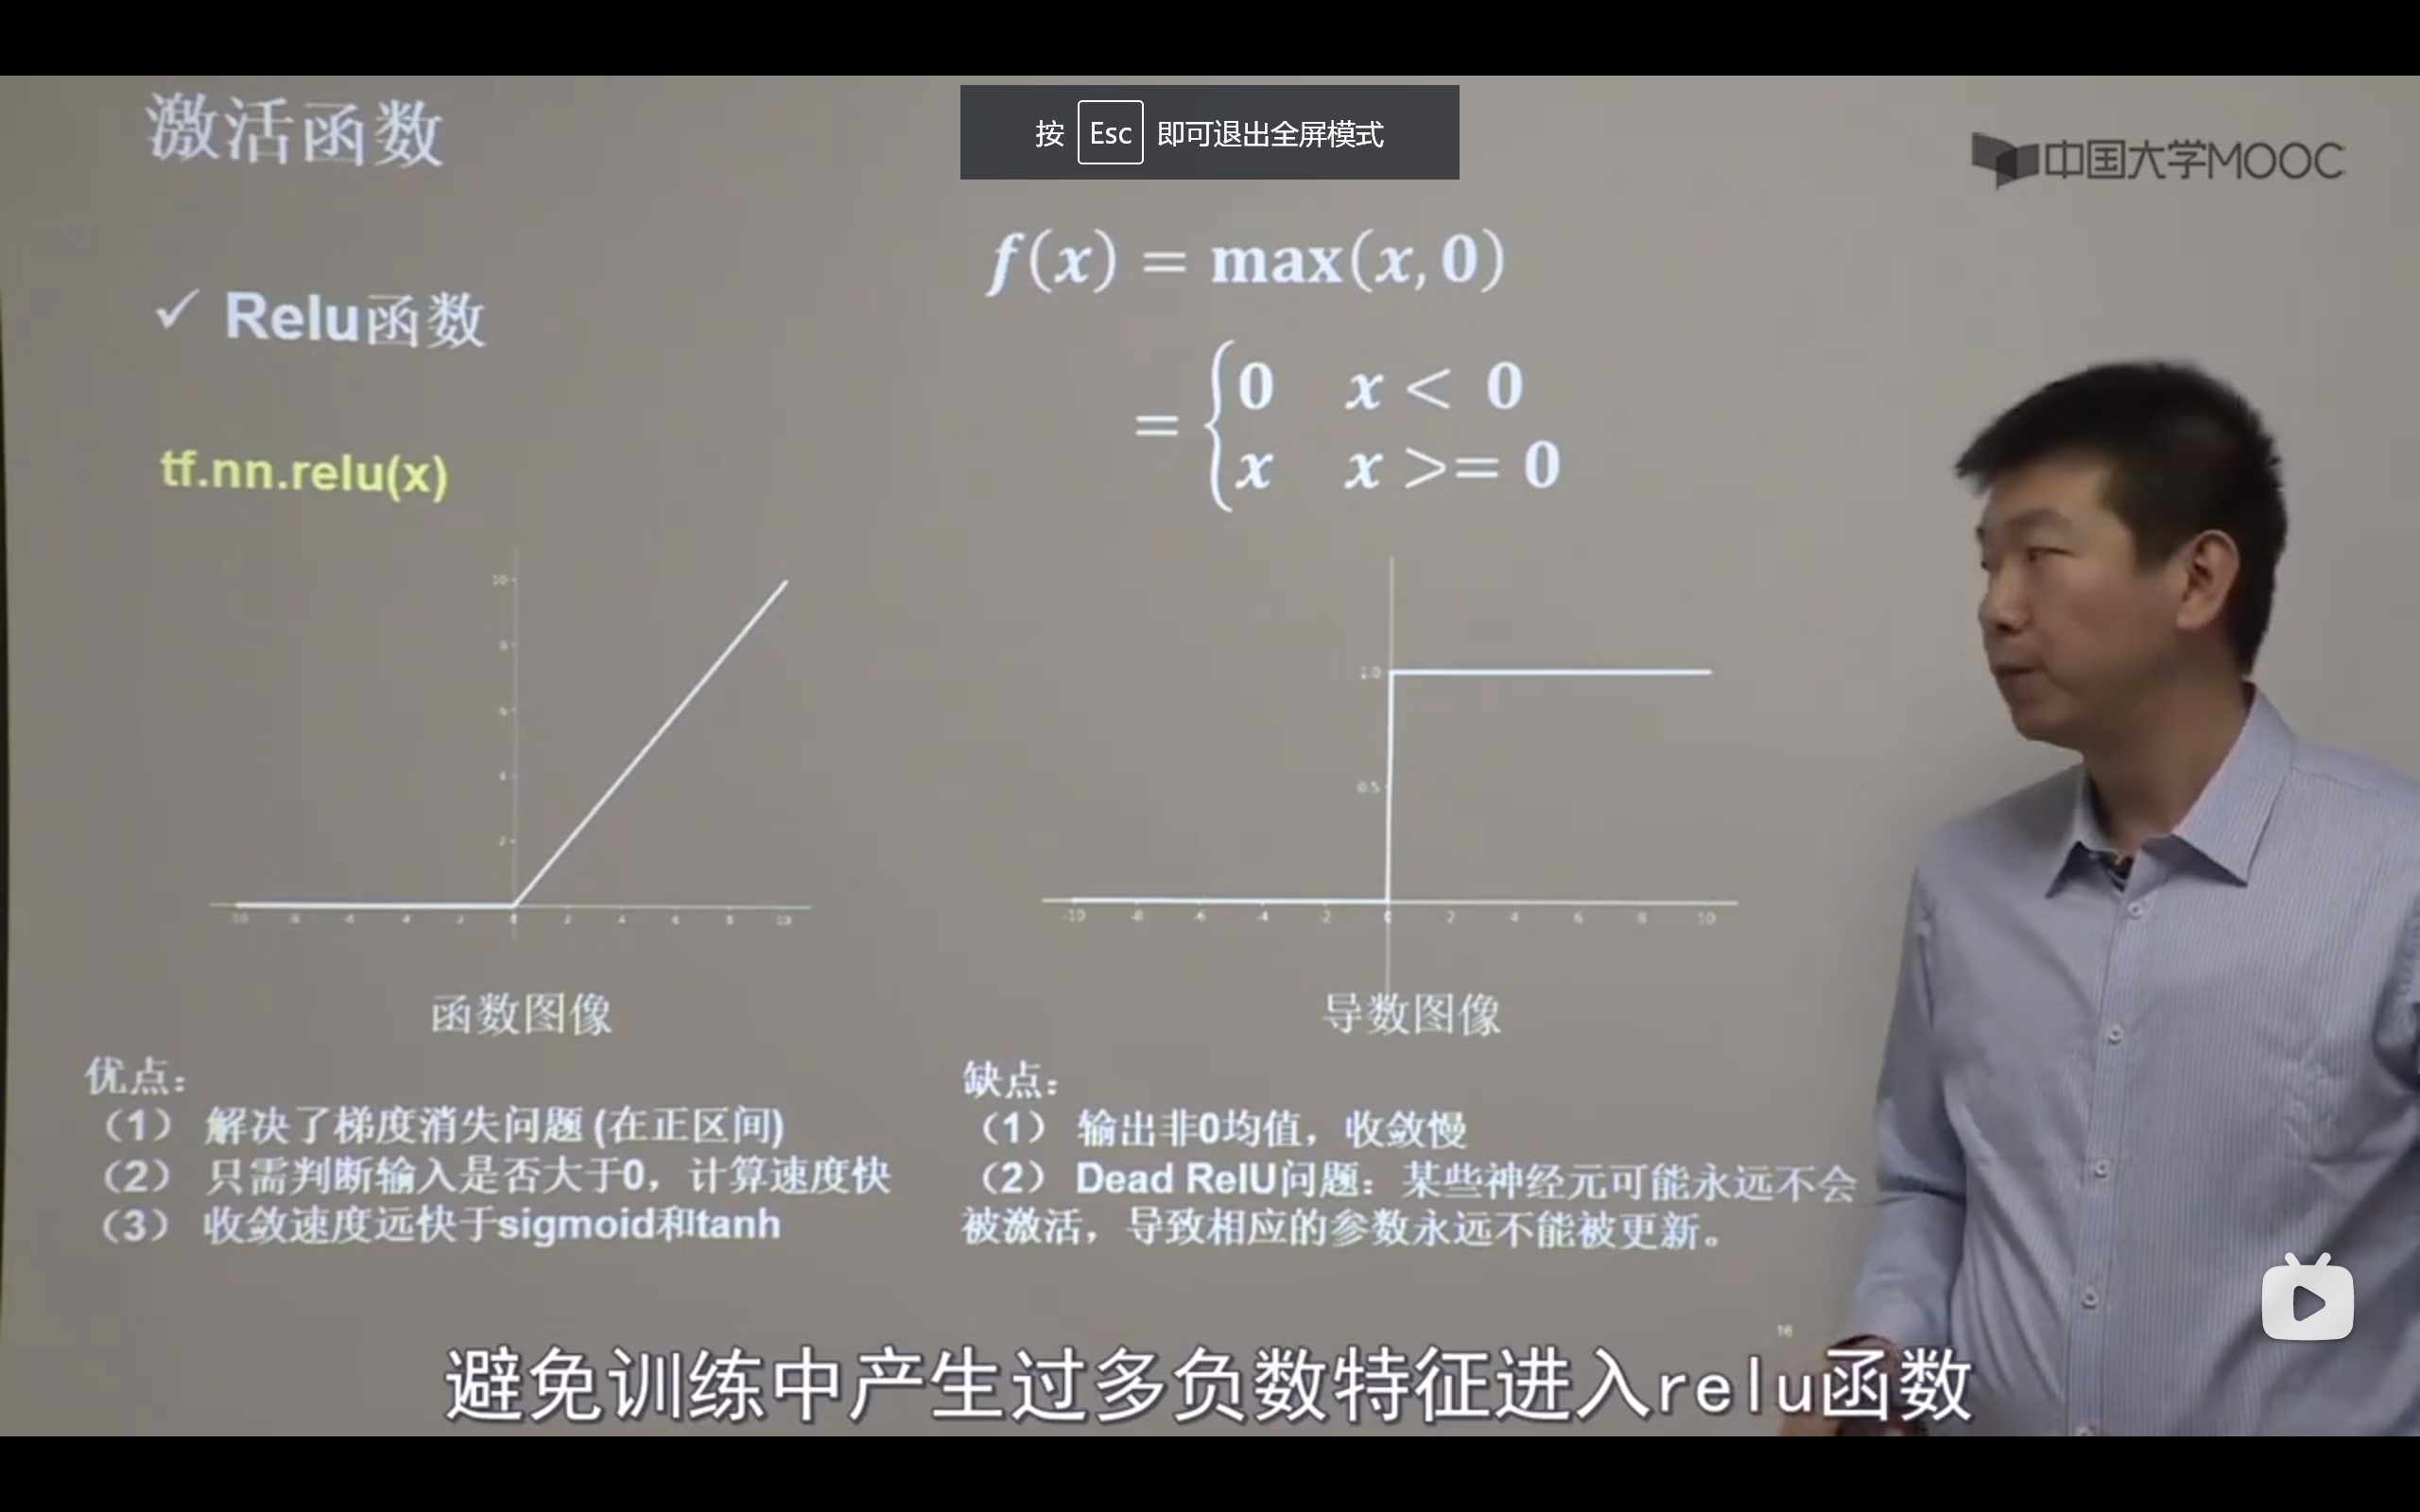 激活函数
按 Esc 即可退出全屏模式
中国大学MOOC
f(x) = max(x, 0)
✓ Relu函数
= { 0 x < 0
x x >= 0
tf.nn.relu(x)
10
8
6
4
2
-10 -8 -6 -4 -2 0 2 4 6 8 10
函数图像
1.0
0.5
-10 -8 -6 -4 -2 0 2 4 6 8 10
导数图像
优点：
（1） 解决了梯度消失问题 (在正区间)
（2） 只需判断输入是否大于0，计算速度快
（3） 收敛速度远快于sigmoid和tanh
缺点：
（1） 输出非0均值，收敛慢
（2） Dead RelU问题：某些神经元可能永远不会
被激活，导致相应的参数永远不能被更新。
16
避免训练中产生过多负数特征进入relu函数